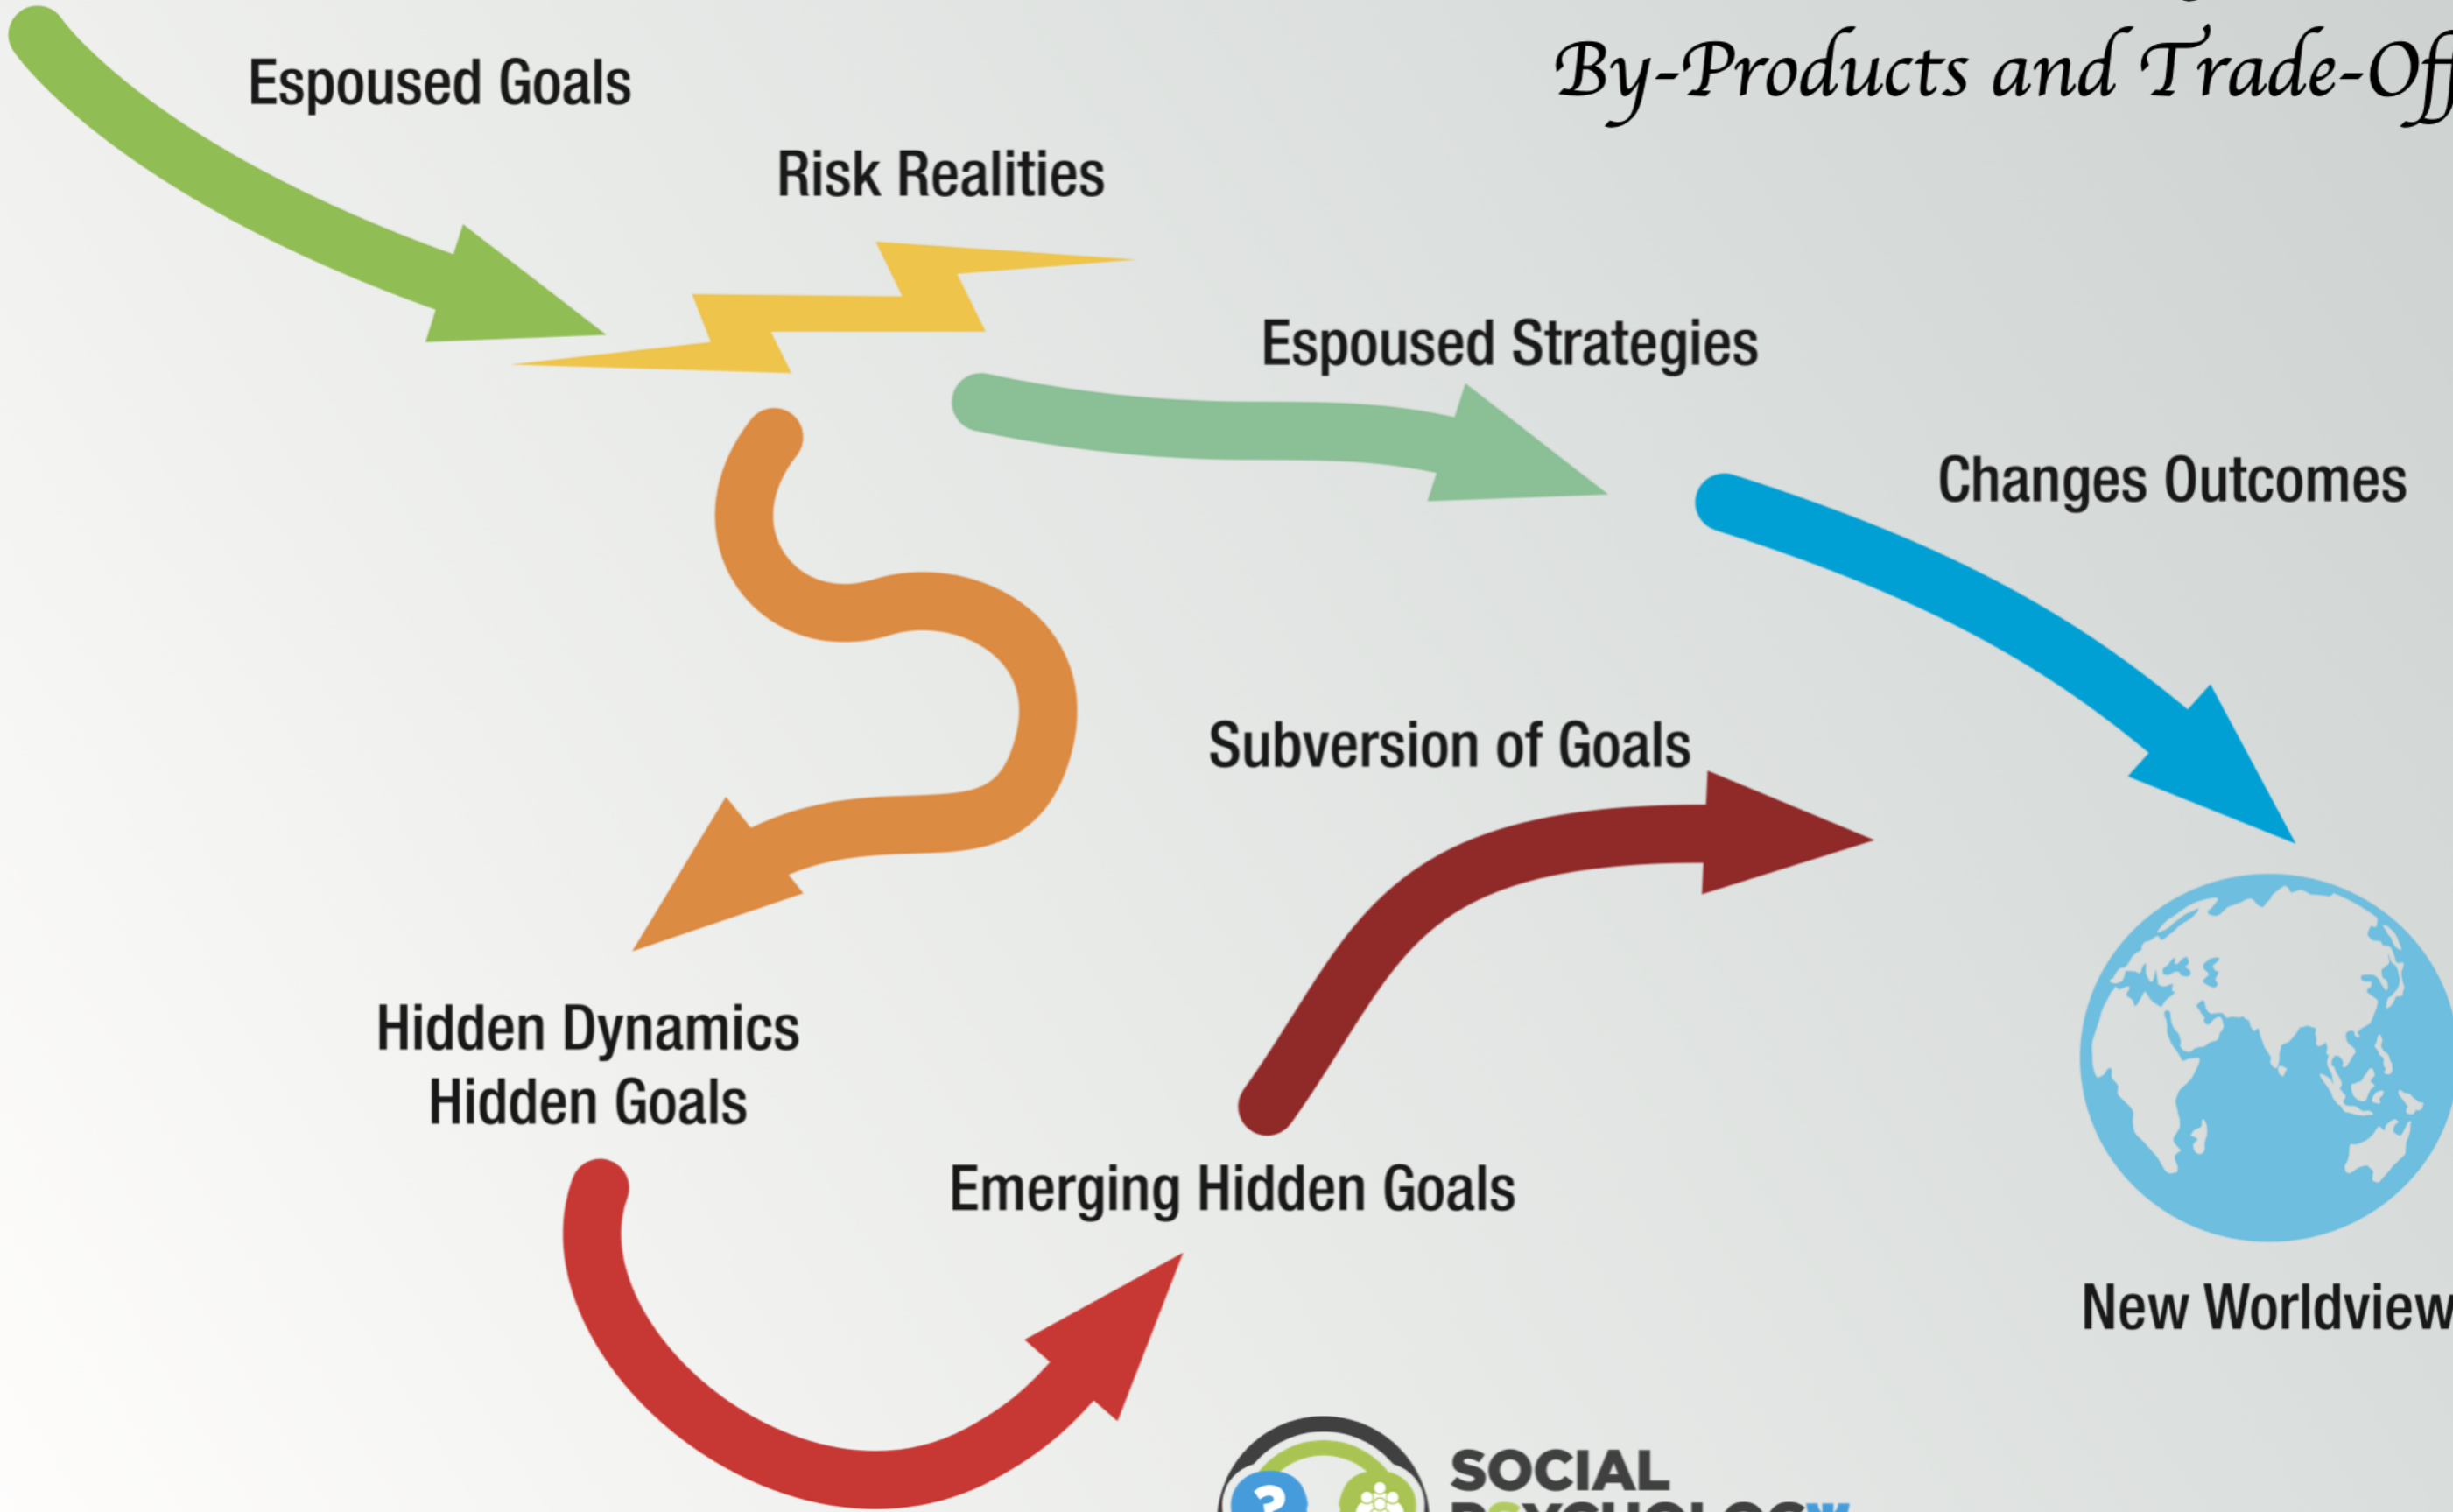 By-Products and Trade-Off
Espoused Goals
Risk Realities
Espoused Strategies
Changes Outcomes
Subversion of Goals
Hidden Dynamics
Hidden Goals
Emerging Hidden Goals
New Worldview
?
SOCIAL
PSYCHOLOGY